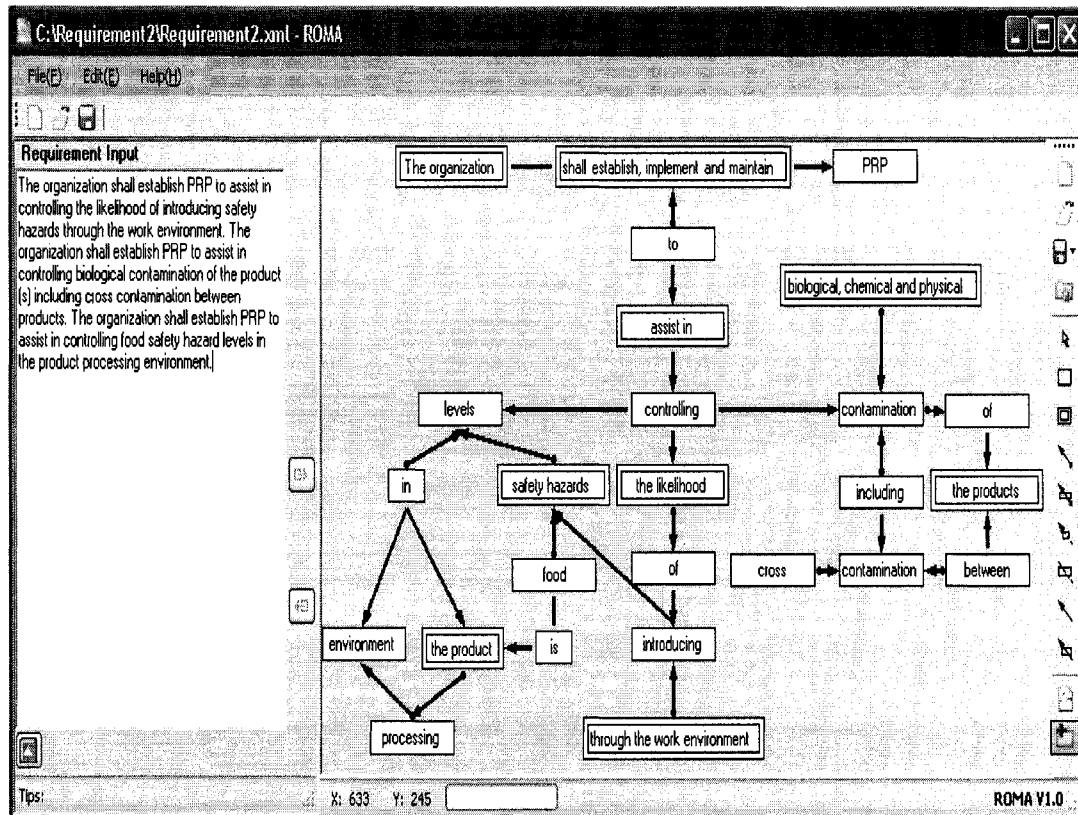 C:\Requirement2\Requirement2.xml - ROMA
File(F) Edit(E) Help(H)
Requirement Input
The organization shall establish PRP to assist in
controlling the likelihood of introducing safety
hazards through the work environment. The
organization shall establish PRP to assist in
controlling biological contamination of the product
(s) including cross contamination between
products. The organization shall establish PRP to
assist in controlling food safety hazard levels in
the product processing environment.
The organization
shall establish, implement and maintain
PRP
to
biological, chemical and physical
assist in
levels
controlling
contamination
of
in
safety hazards
the likelihood
including
the products
food
of
cross
contamination
between
environment
the product
is
introducing
processing
through the work environment
Tips:
X: 633 Y: 245
ROMA V1.0